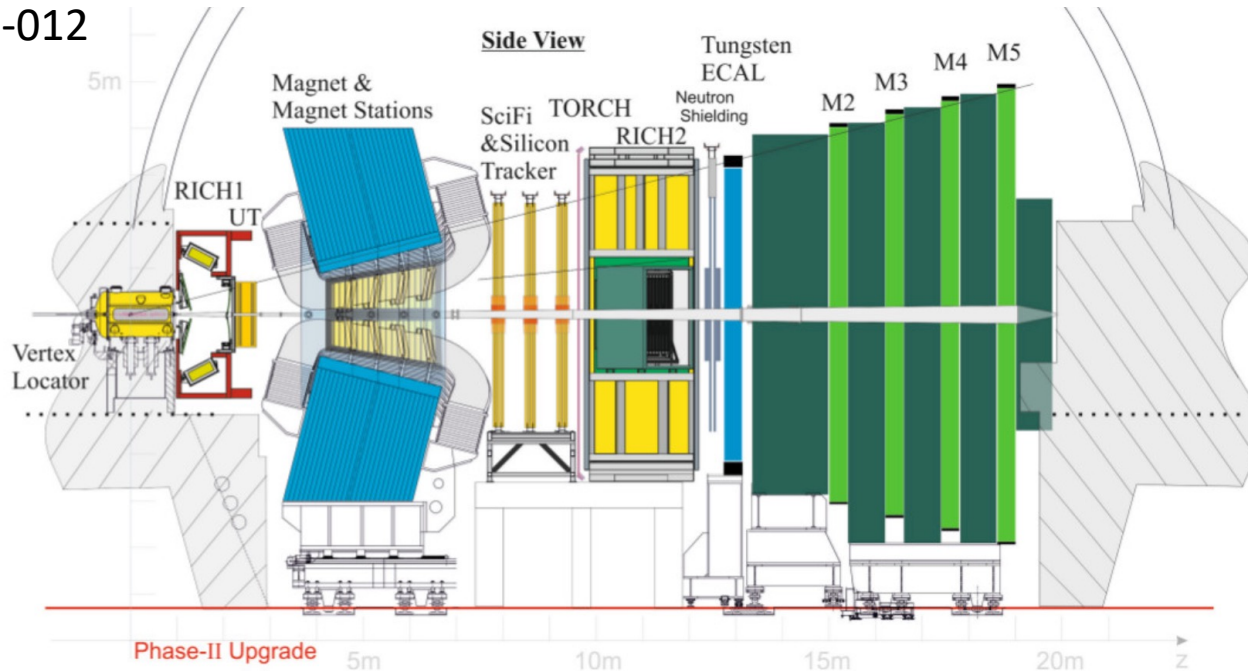 -012
Side View
Tungsten
ECAL
M5
M4
M3
M2
5m
Magnet &
Magnet Stations
Neutron
Shielding
SciFi
&Silicon
Tracker
TORCH
RICH2
RICH1
UT
Vertex
Locator
Phase-II Upgrade
5m
10m
15m
20m
z